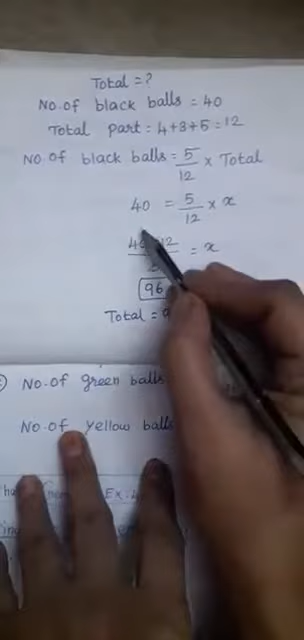 Total = ?
No. of black balls = 40
Total part = 4+3+5 = 12
No. of black balls = 5/12 × Total
40 = 5/12 × x
= x
96
Total =
No. of green balls
No. of yellow balls